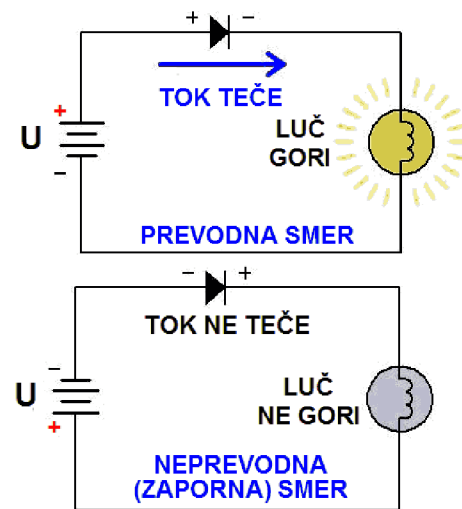 + −
TOK TEČE
+
U
−
LUČ
GORI
PREVODNA SMER
− +
TOK NE TEČE
−
U
+
LUČ
NE GORI
NEPREVODNA
(ZAPORNA) SMER